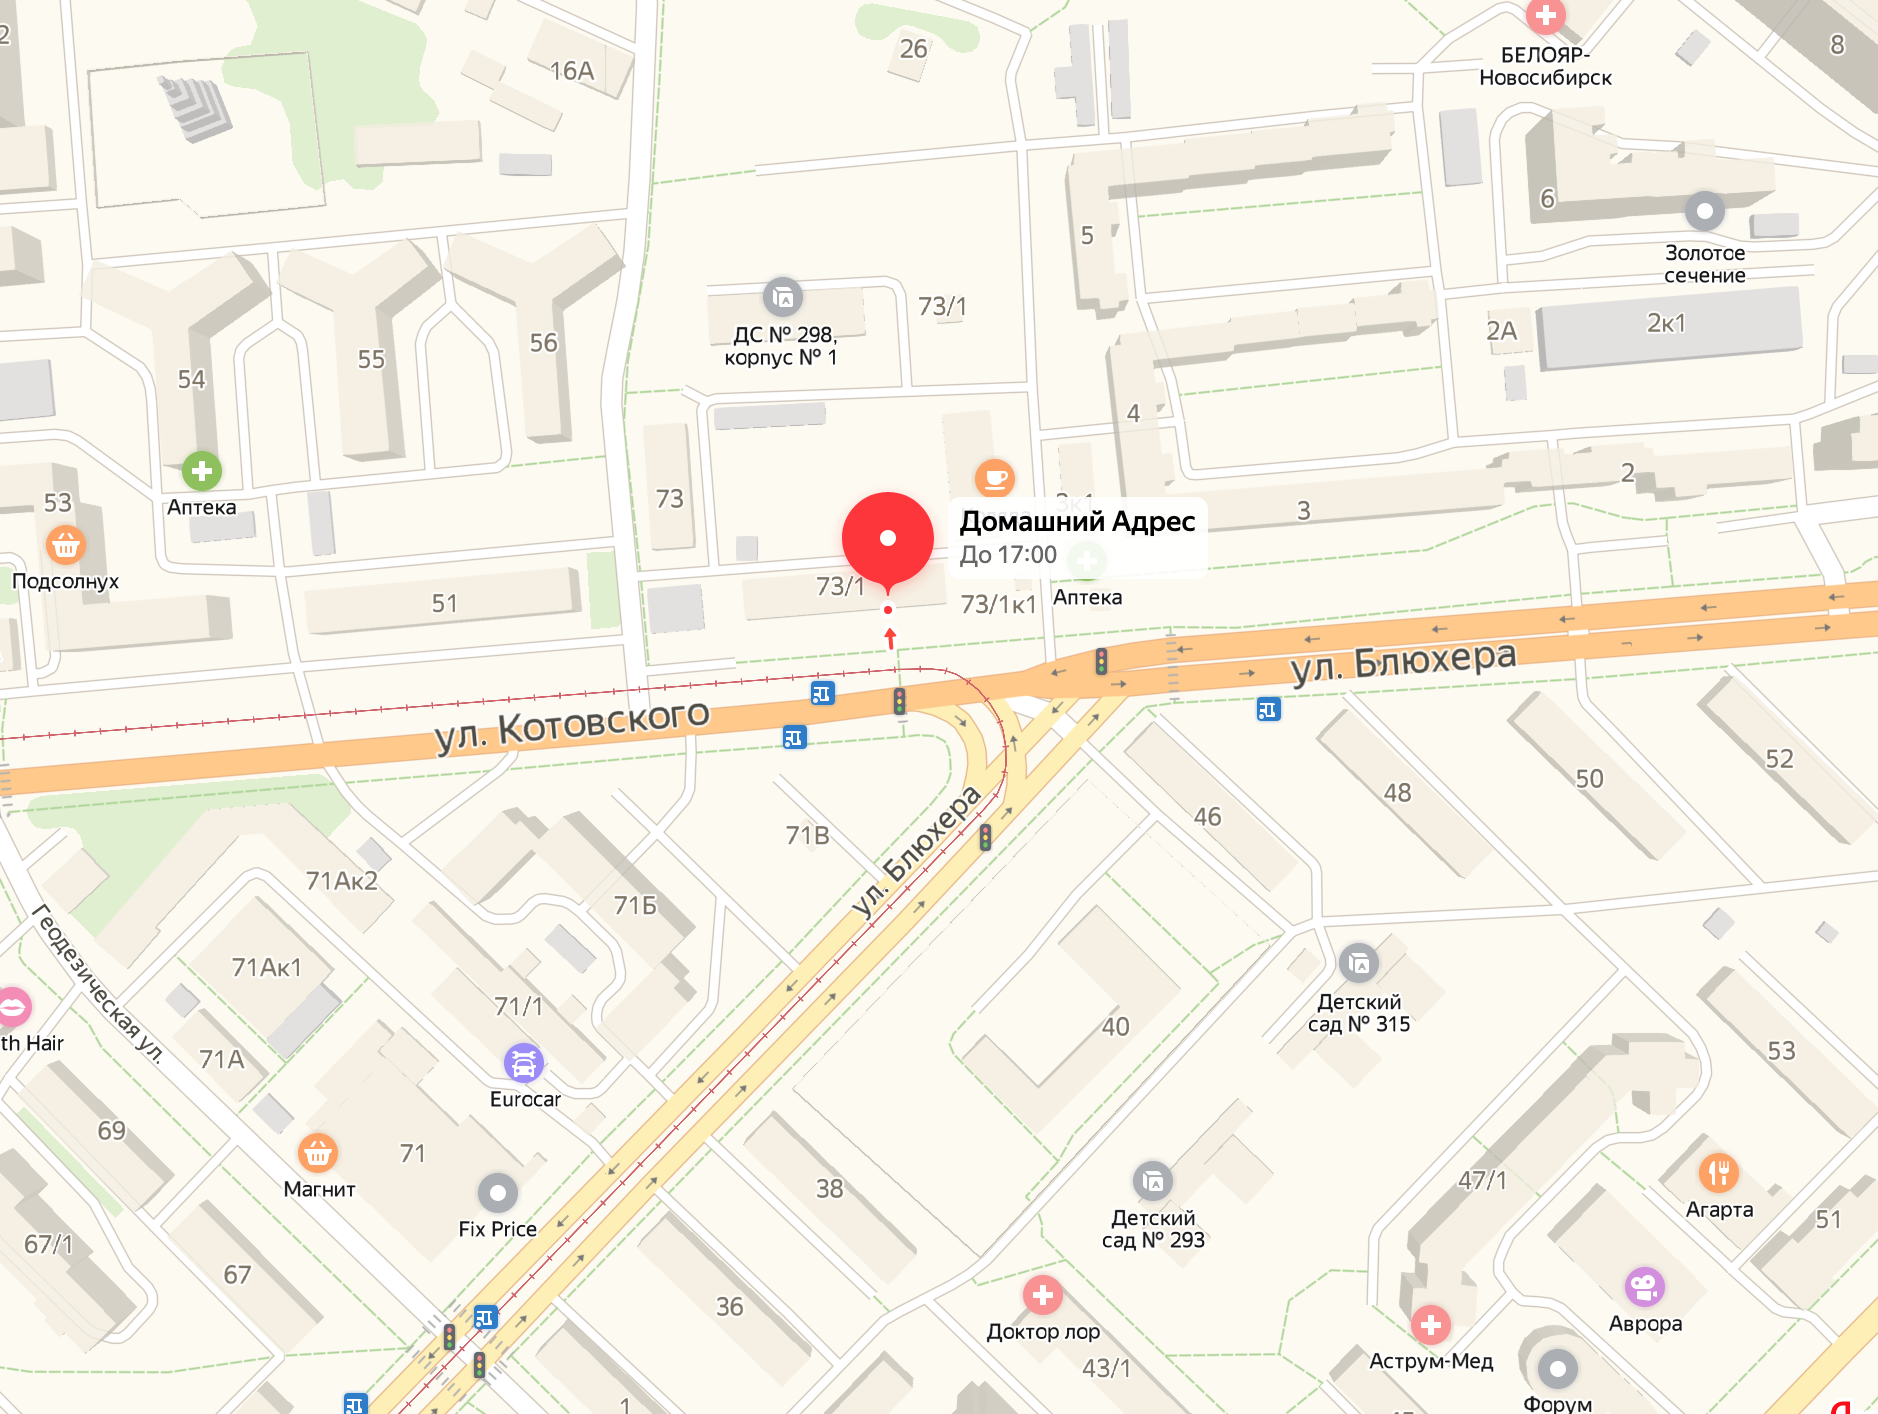 2
16А
26
БЕЛОЯР-
Новосибирск
8
6
5
Золотое
сечение
73/1
ДС № 298,
корпус № 1
56
55
54
2А
2к1
4
53
Аптека
73
3к1
3
2
Подсолнух
Домашний Адрес
До 17:00
51
73/1
73/1к1
Аптека
ул. Котовского
ул. Блюхера
52
50
48
46
71В
ул. Блюхера
71Ак2
71Б
Геодезическая ул.
71Ак1
71/1
40
Детский
сад № 315
th Hair
71А
Eurocar
53
69
71
Магнит
38
47/1
Агарта
51
Fix Price
Детский
сад № 293
67/1
67
36
Доктор лор
Аврора
Аструм-Мед
43/1
1
Форум